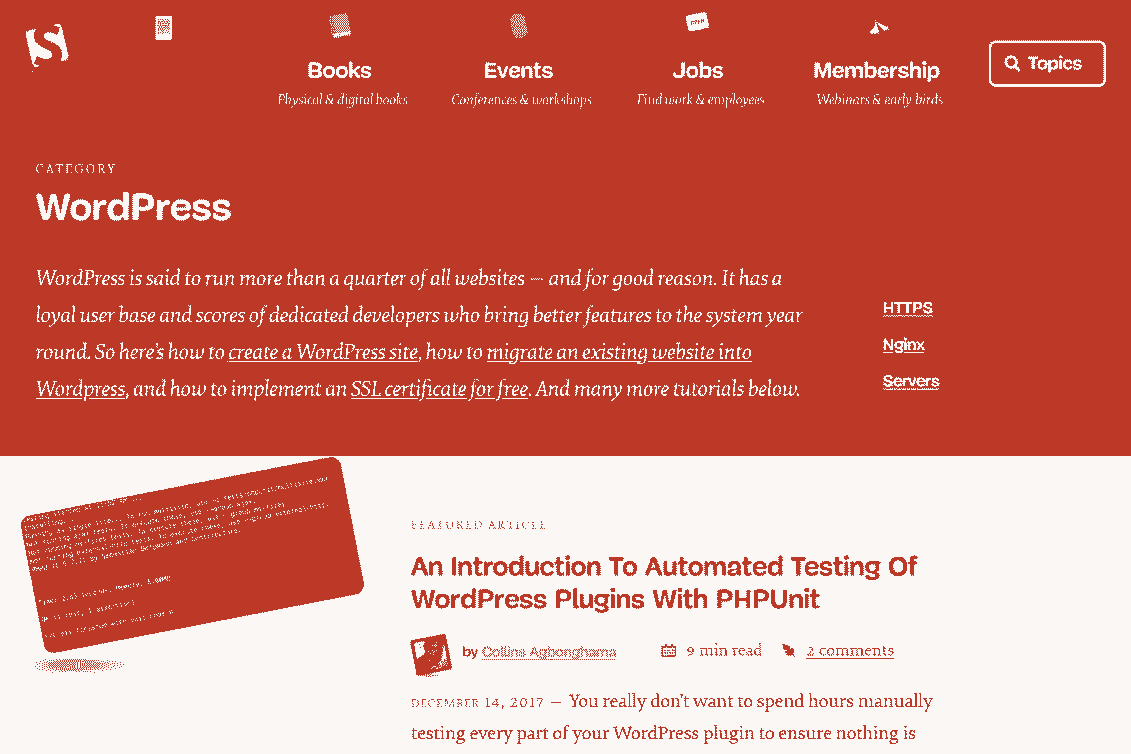 Books
Physical & digital books
Events
Conferences & workshops
Jobs
Find work & employees
Membership
Webinars & early birds
Topics
OPEN
CATEGORY
WordPress
WordPress is said to run more than a quarter of all websites — and for good reason. It has a
loyal user base and scores of dedicated developers who bring better features to the system year
round. So here's how to create a WordPress site, how to migrate an existing website into
Wordpress, and how to implement an SSL certificate for free. And many more tutorials below.
HTTPS
Nginx
Servers
FEATURED ARTICLE
An Introduction To Automated Testing Of
WordPress Plugins With PHPUnit
by Collins Agbonghama
9 min read
2 comments
DECEMBER 14, 2017 — You really don't want to spend hours manually
testing every part of your WordPress plugin to ensure nothing is